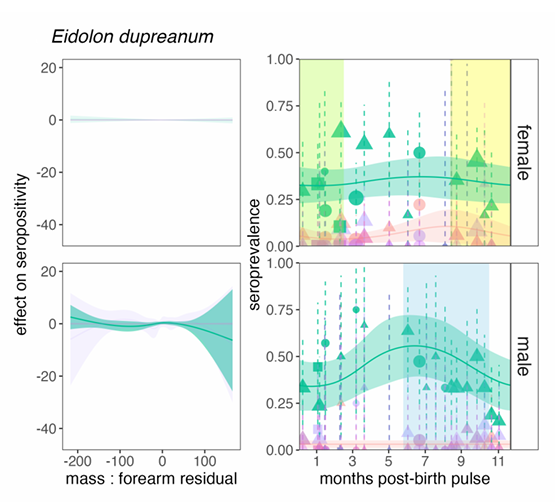 Eidolon dupreanum
effect on seropositivity
20
0
-20
-40
20
0
-20
-40
-200 -100 0 100
mass : forearm residual
seroprevalence
1.00
0.75
0.50
0.25
0.00
female
1.00
0.75
0.50
0.25
0.00
male
1 3 5 7 9 11
months post-birth pulse